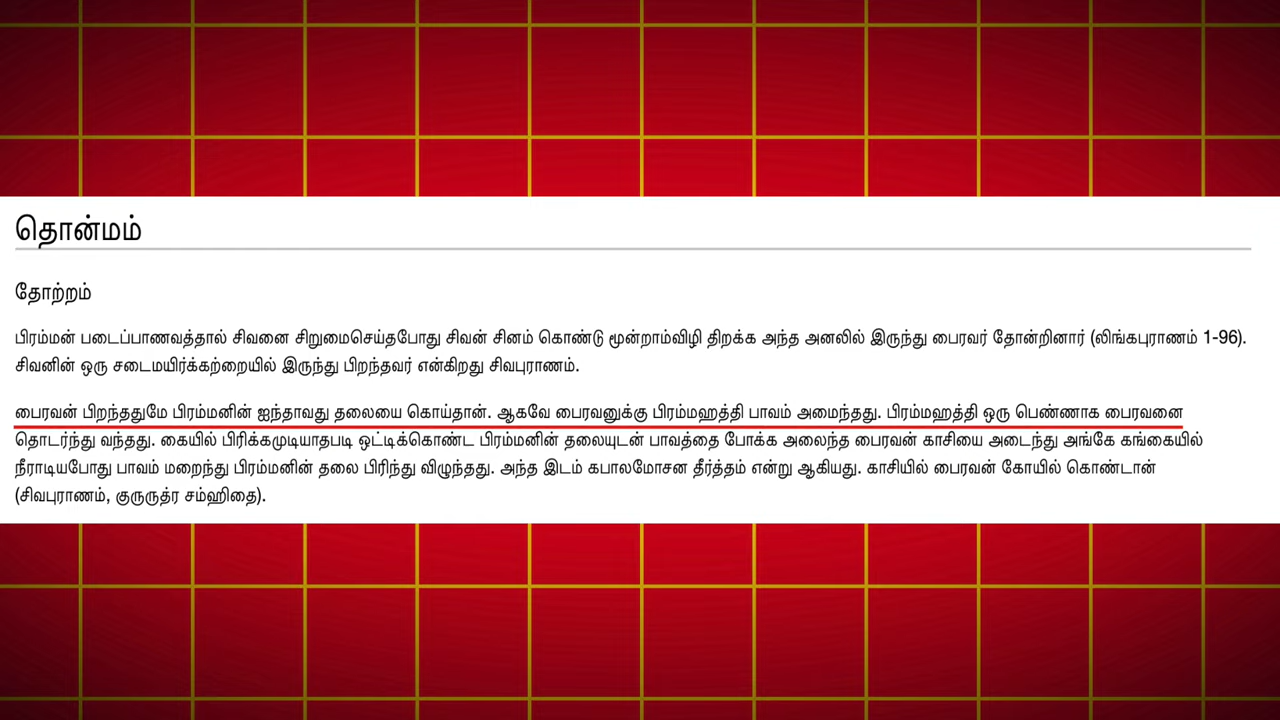 தொன்மம்
தோற்றம்
பிரம்மன் படைப்பாணவத்தால் சிவனை சிறுமைசெய்தபோது சிவன் சினம் கொண்டு மூன்றாம்விழி திறக்க அந்த அனலில் இருந்து பைரவர் தோன்றினார் (லிங்கபுராணம் 1-96).
சிவனின் ஒரு சடைமயிர்க்கற்றையில் இருந்து பிறந்தவர் என்கிறது சிவபுராணம்.
பைரவன் பிறந்ததுமே பிரம்மனின் ஐந்தாவது தலையை கொய்தான். ஆகவே பைரவனுக்கு பிரம்மஹத்தி பாவம் அமைந்தது. பிரம்மஹத்தி ஒரு பெண்ணாக பைரவனை
தொடர்ந்து வந்தது. கையில் பிரிக்கமுடியாதபடி ஒட்டிக்கொண்ட பிரம்மனின் தலையுடன் பாவத்தை போக்க அலைந்த பைரவன் காசியை அடைந்து அங்கே கங்கையில்
நீராடியபோது பாவம் மறைந்து பிரம்மனின் தலை பிரிந்து விழுந்தது. அந்த இடம் கபாலமோசன தீர்த்தம் என்று ஆகியது. காசியில் பைரவன் கோயில் கொண்டான்
(சிவபுராணம், குருருத்ர சம்ஹிதை).